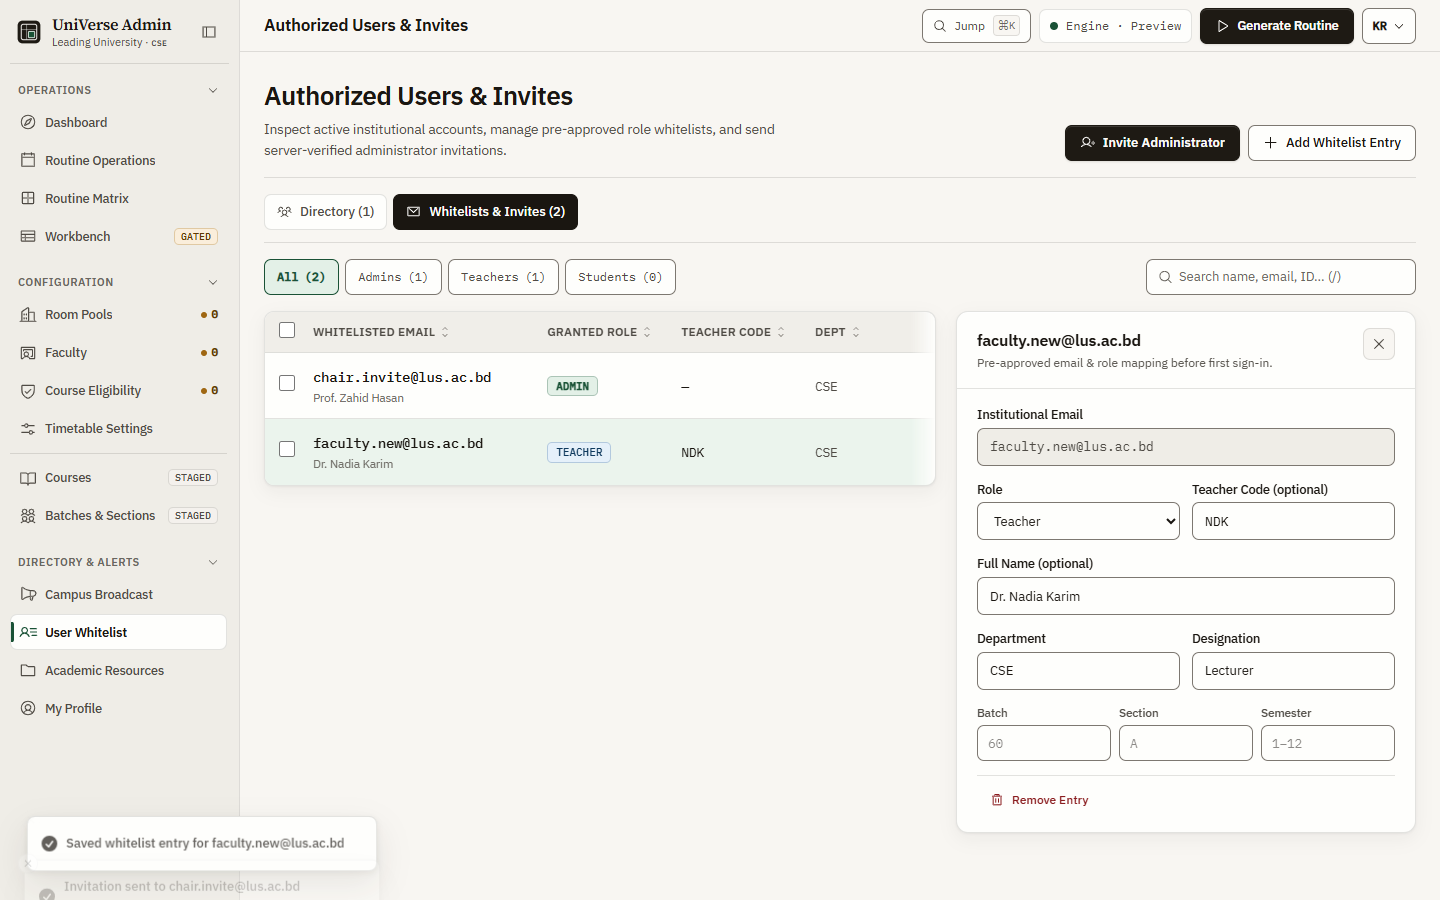 UniVerse Admin
Leading University · CSE
Authorized Users & Invites
Jump ⌘K
Engine · Preview
Generate Routine
KR
OPERATIONS
Dashboard
Routine Operations
Routine Matrix
Workbench GATED
CONFIGURATION
Room Pools 0
Faculty 0
Course Eligibility 0
Timetable Settings
Courses STAGED
Batches & Sections STAGED
DIRECTORY & ALERTS
Campus Broadcast
User Whitelist
Academic Resources
My Profile
Authorized Users & Invites
Inspect active institutional accounts, manage pre-approved role whitelists, and send
server-verified administrator invitations.
Invite Administrator
Add Whitelist Entry
Directory (1)
Whitelists & Invites (2)
All (2)
Admins (1)
Teachers (1)
Students (0)
Search name, email, ID... (/)
WHITELISTED EMAIL GRANTED ROLE TEACHER CODE DEPT
chair.invite@lus.ac.bd ADMIN — CSE
Prof. Zahid Hasan
faculty.new@lus.ac.bd TEACHER NDK CSE
Dr. Nadia Karim
faculty.new@lus.ac.bd
Pre-approved email & role mapping before first sign-in.
Institutional Email
faculty.new@lus.ac.bd
Role Teacher Code (optional)
Teacher NDK
Full Name (optional)
Dr. Nadia Karim
Department Designation
CSE Lecturer
Batch Section Semester
60 A 1–12
Remove Entry
Saved whitelist entry for faculty.new@lus.ac.bd
Invitation sent to chair.invite@lus.ac.bd